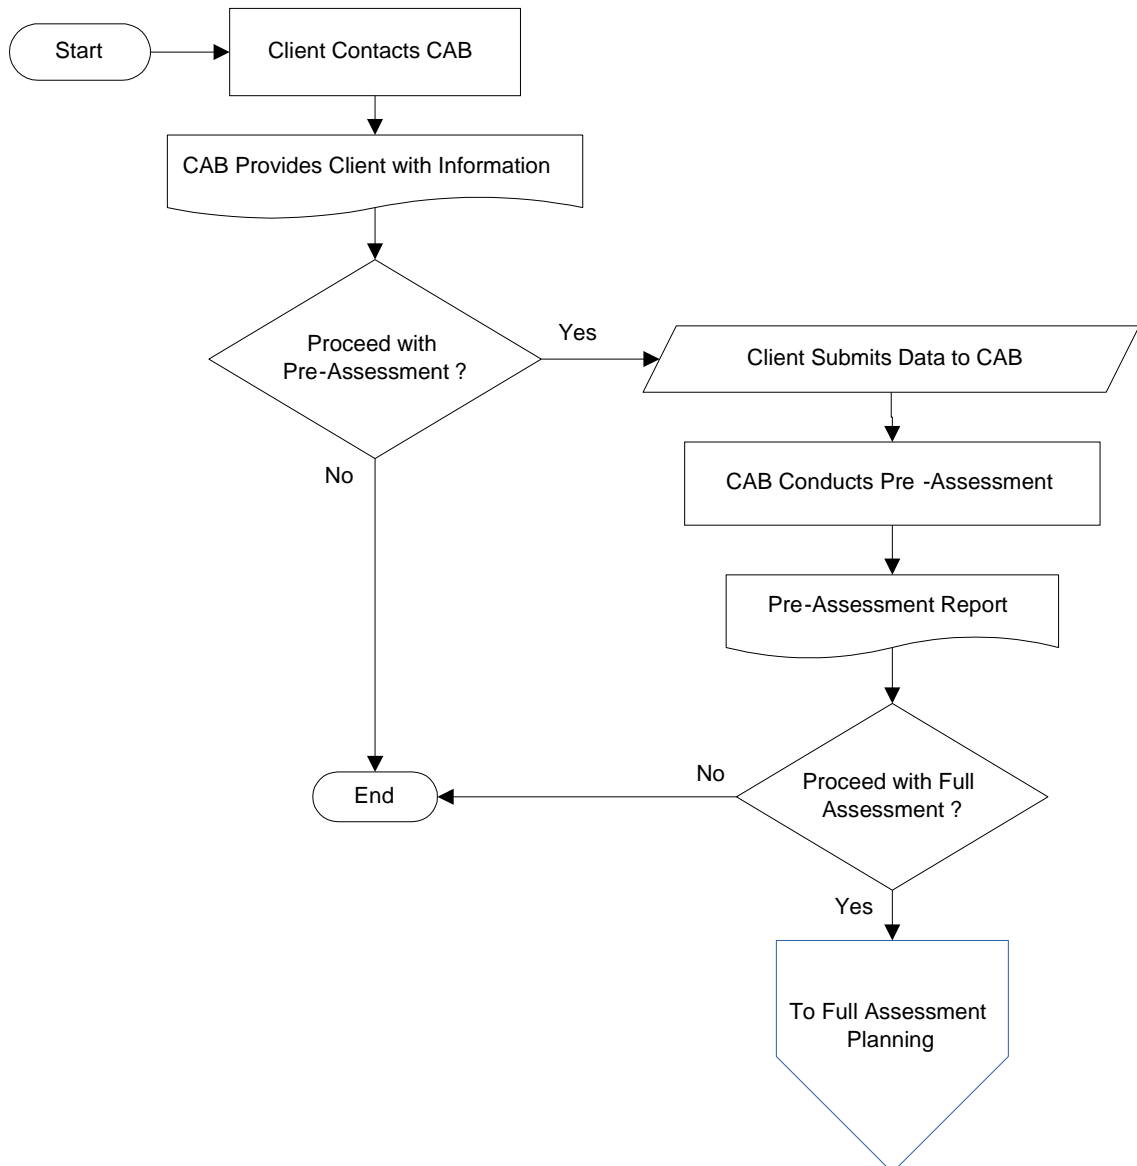 Start
Client Contacts CAB
CAB Provides Client with Information
Proceed with
Pre-Assessment ?
Yes
No
Client Submits Data to CAB
CAB Conducts Pre -Assessment
Pre-Assessment Report
Proceed with Full
Assessment ?
No
End
Yes
To Full Assessment
Planning